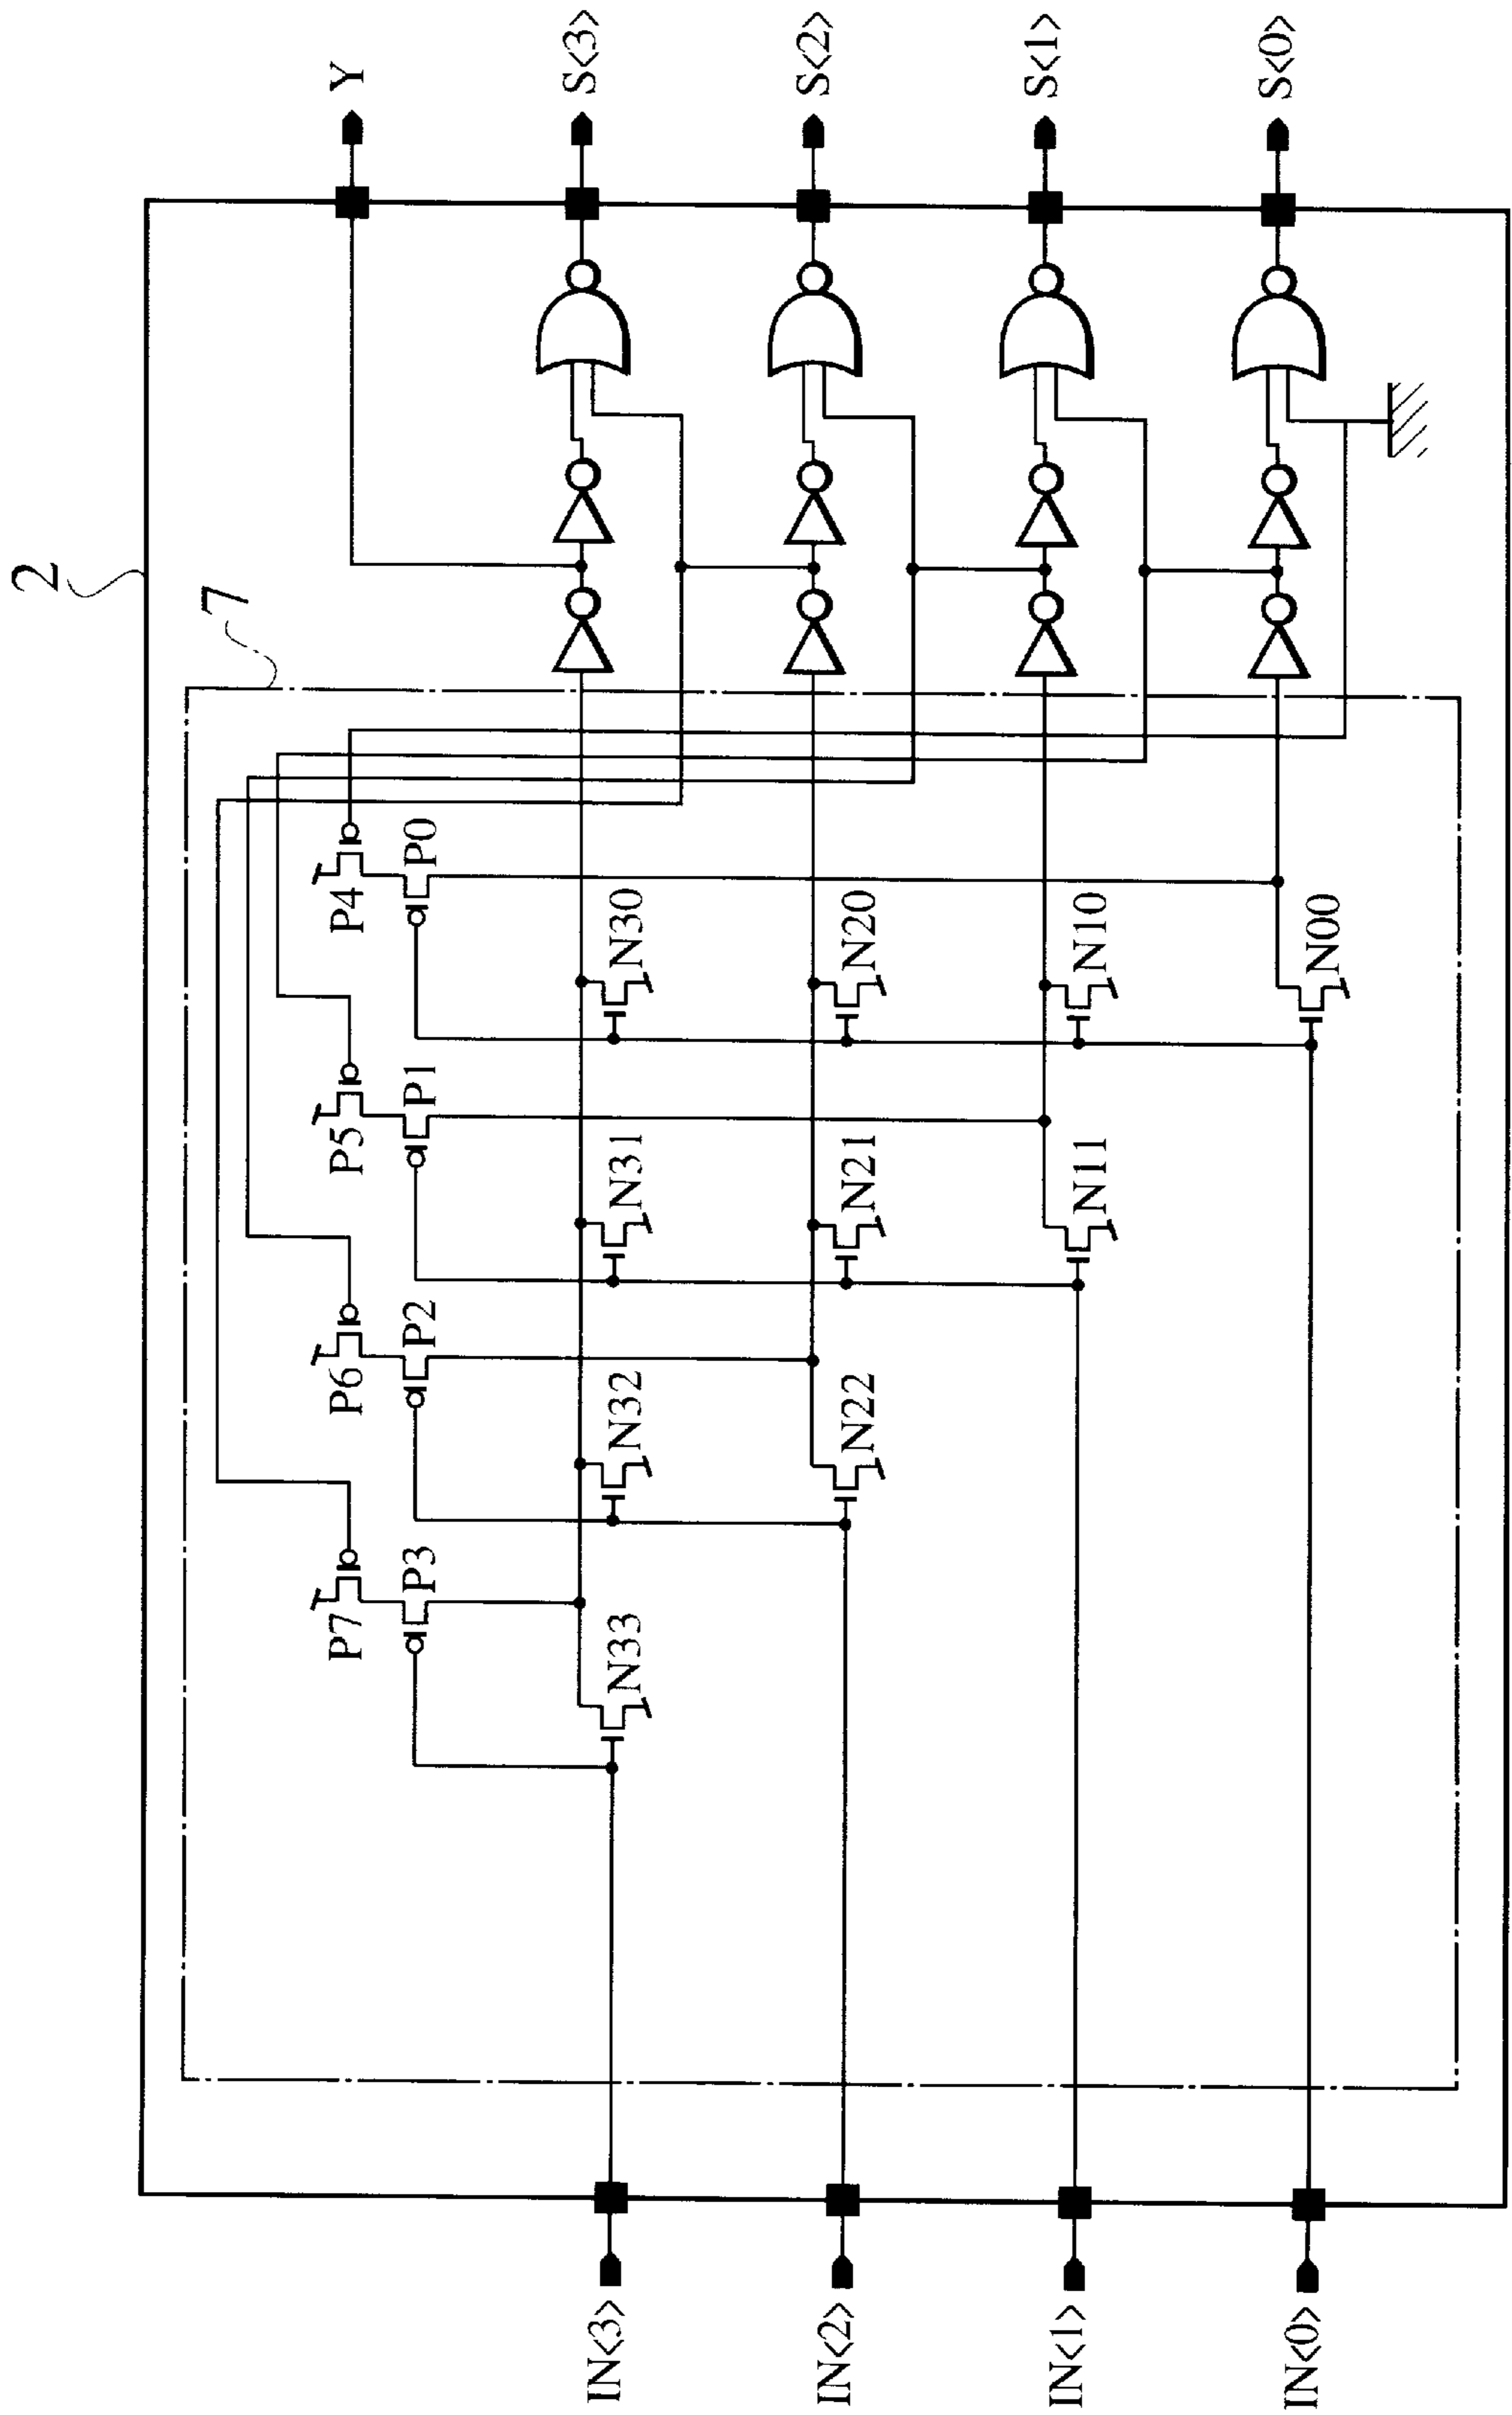 2
7
Y
S<3>
S<2>
S<1>
S<0>
P4
P0
P5
P1
P6
P2
P7
P3
N30
N20
N10
N00
N31
N21
N11
N32
N22
N33
IN<3>
IN<2>
IN<1>
IN<0>